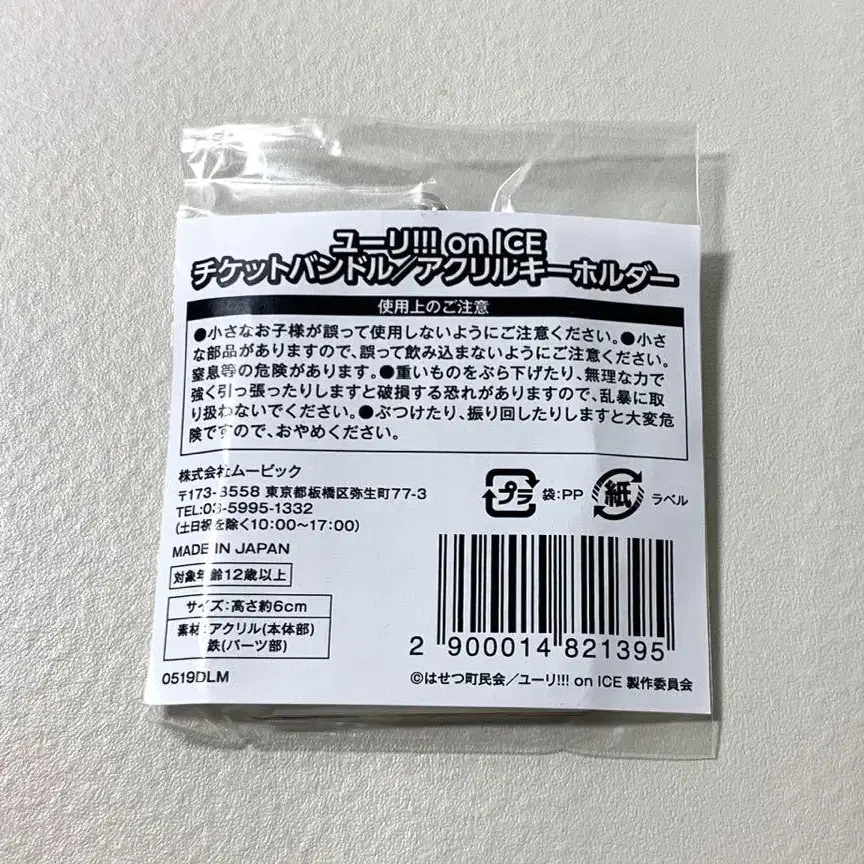 ユーリ!!! on ICE
チケットバンドル/アクリルキーホルダー
使用上のご注意
●小さなお子様が誤って使用しないようにご注意ください。●小さ
な部品がありますので、誤って飲み込まないようにご注意ください。
窒息等の危険があります。●重いものをぶら下げたり、無理な力で
強く引っ張ったりしますと破損する恐れがありますので、乱暴に取
り扱わないでください。●ぶつけたり、振り回したりしますと大変危
険ですので、おやめください。
株式会社ムービック
〒173-8558 東京都板橋区弥生町77-3
TEL:03-5995-1332
(土日祝を除く10:00~17:00)
プラ 袋:PP 紙 ラベル
MADE IN JAPAN
対象年齢12歳以上
サイズ:高さ約6cm
素材:アクリル(本体部)
鉄(パーツ部)
2 900014 821395
0519DLM
©はせつ町民会/ユーリ!!! on ICE 製作委員会